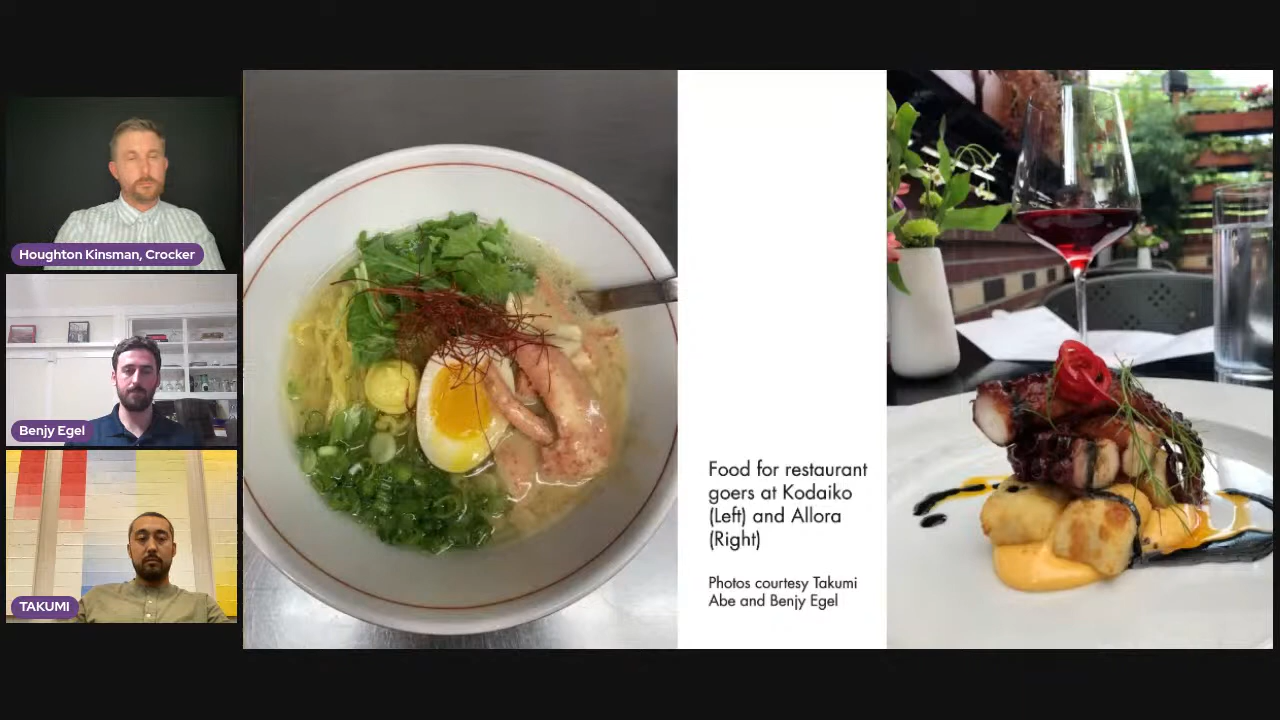 Houghton Kinsman, Crocker
Benjy Egel
TAKUMI
Food for restaurant
goers at Kodaiko
(Left) and Allora
(Right)
Photos courtesy Takumi
Abe and Benjy Egel